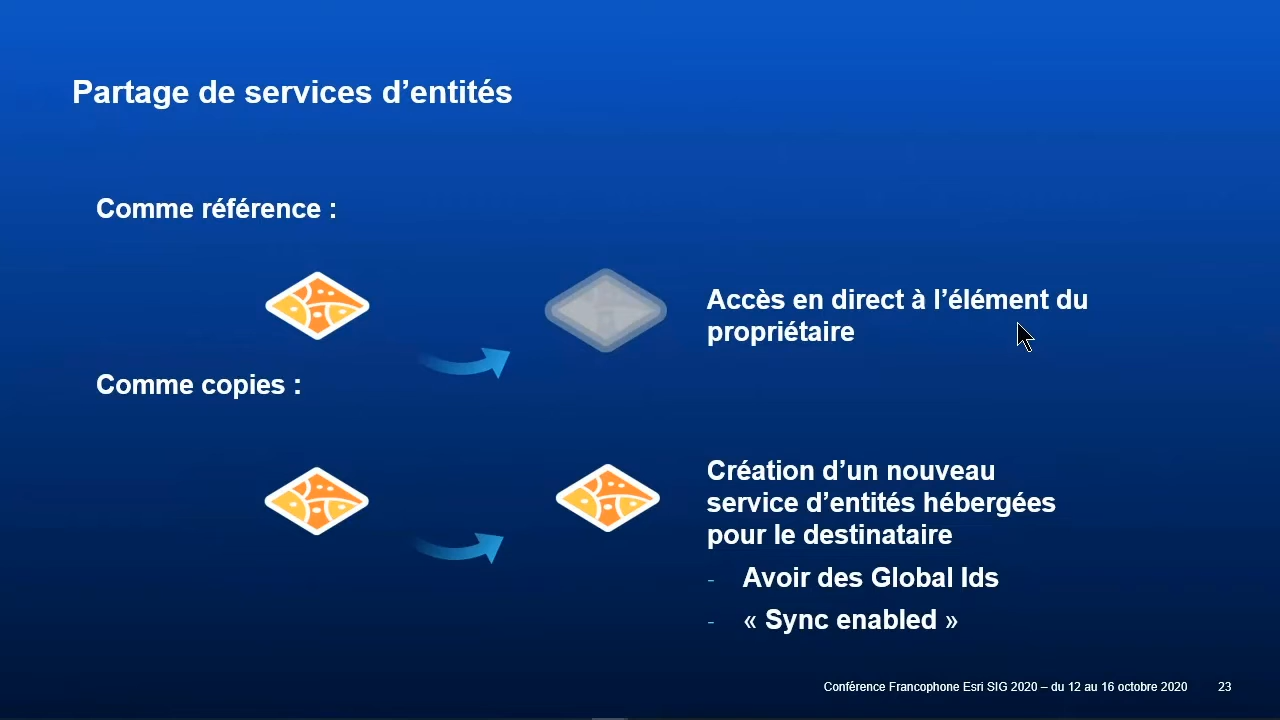 Partage de services d’entités
Comme référence :
Accès en direct à l’élément du
propriétaire
Comme copies :
Création d’un nouveau
service d’entités hébergées
pour le destinataire
- Avoir des Global Ids
- « Sync enabled »
Conférence Francophone Esri SIG 2020 – du 12 au 16 octobre 2020 23